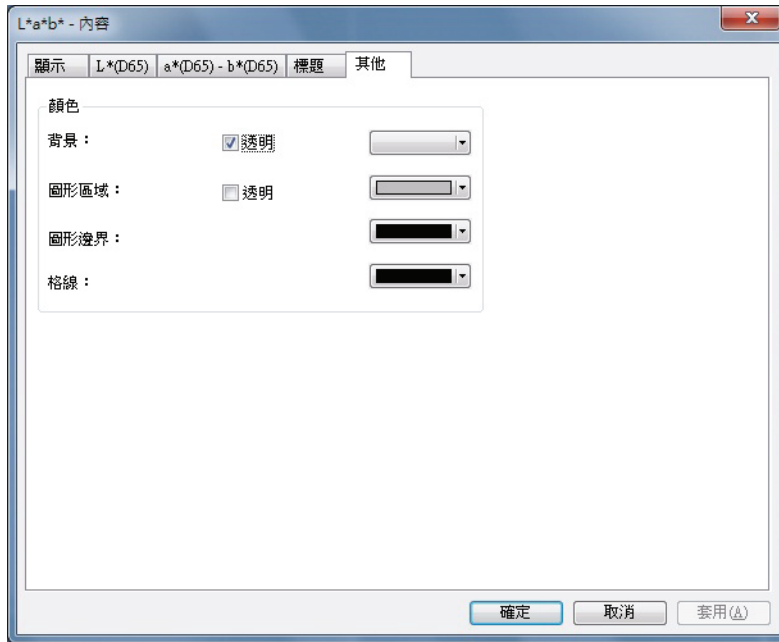 L*a*b* - 內容
顯示 L*(D65) a*(D65) - b*(D65) 標題 其他
顏色
背景： 透明
圖形區域： 透明
圖形邊界：
格線：
確定 取消 套用(A)